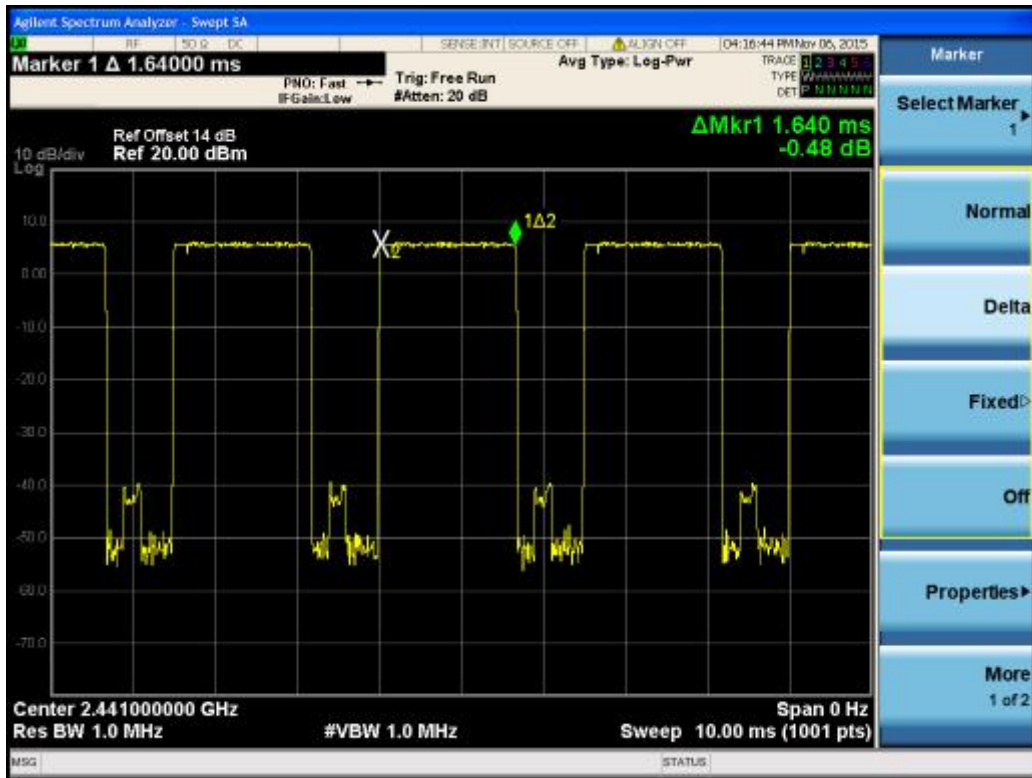 Agilent Spectrum Analyzer - Swept SA
RF 50 Ω DC SENSE:INT SOURCE OFF ALIGN OFF 04:16:44 PM Nov 06, 2015
Marker 1 Δ 1.64000 ms
PNO: Fast
IFGain:Low
Trig: Free Run
#Atten: 20 dB
Avg Type: Log-Pwr
TRACE 1 2 3 4 5 6
TYPE
DET P N N N N N
ΔMkr1 1.640 ms
-0.48 dB
Ref Offset 14 dB
10 dB/div Ref 20.00 dBm
Log
10.0
0.00
-10.0
-20.0
-30.0
-40.0
-50.0
-60.0
-70.0
X2
1Δ2
Center 2.441000000 GHz Span 0 Hz
Res BW 1.0 MHz #VBW 1.0 MHz Sweep 10.00 ms (1001 pts)
MSG STATUS
Marker
Select Marker
1
Normal
Delta
Fixed
Off
Properties
More
1 of 2